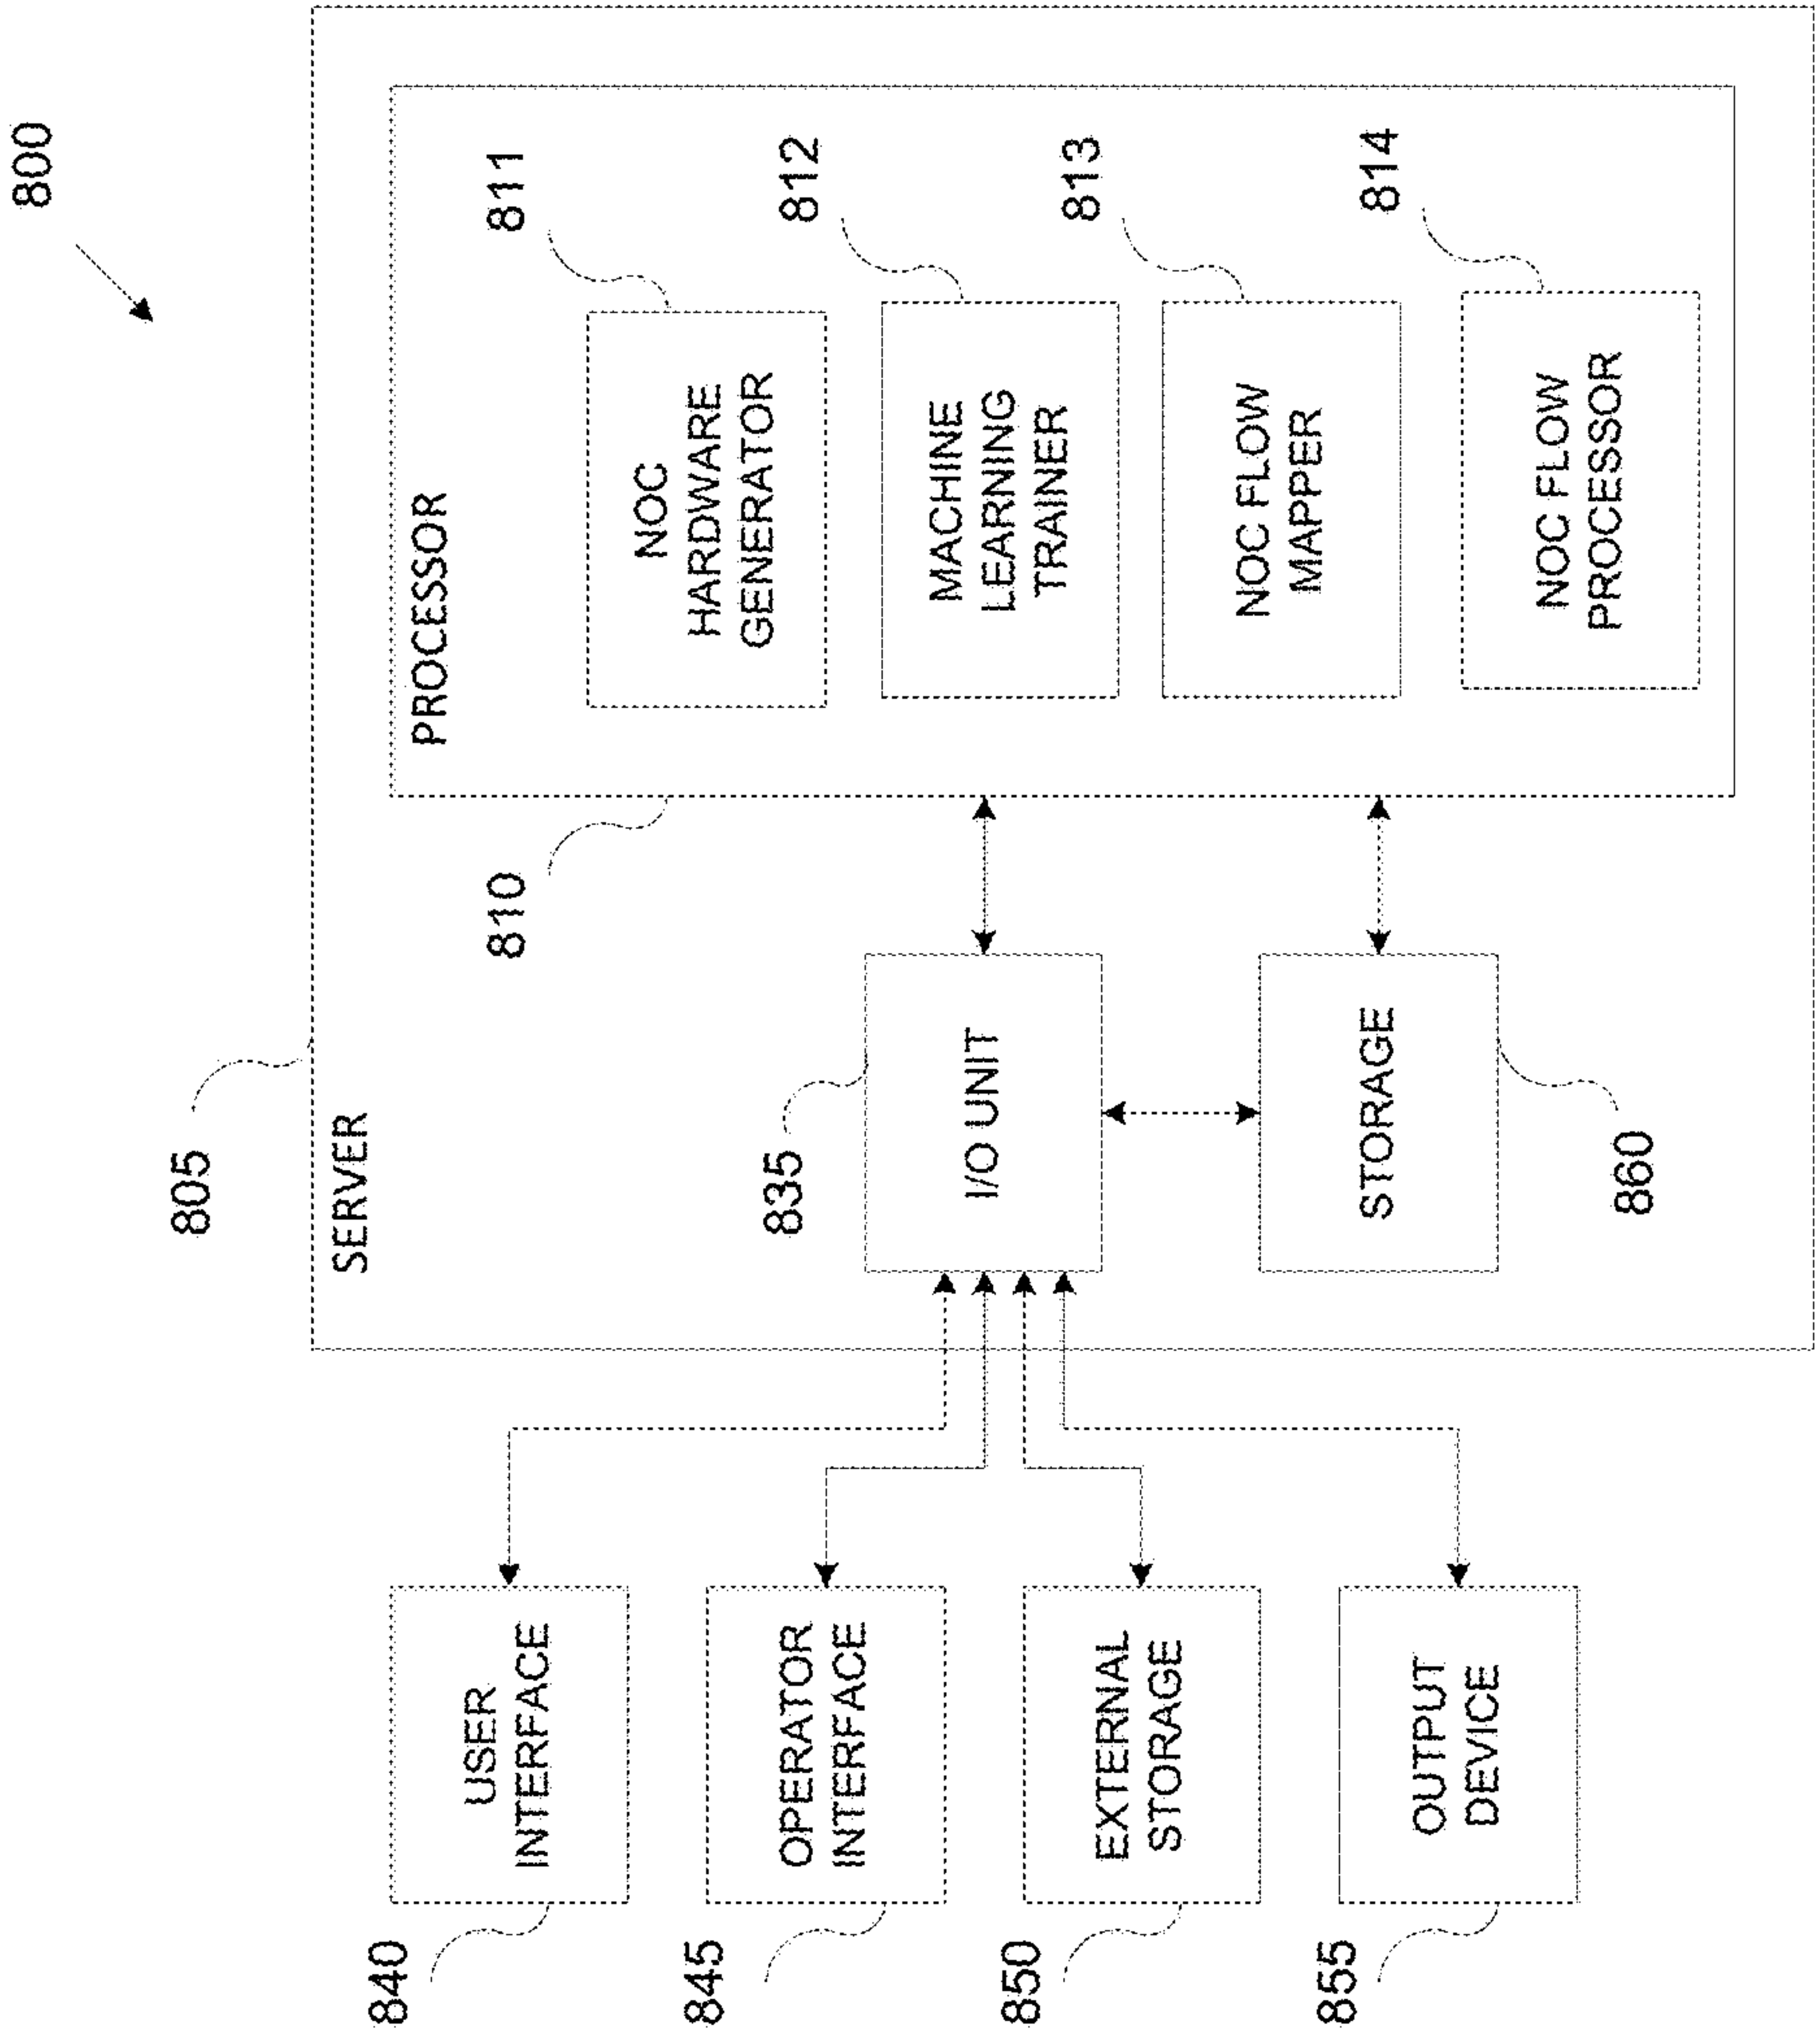 800
805
SERVER
810
PROCESSOR
811
NOC
HARDWARE
GENERATOR
812
MACHINE
LEARNING
TRAINER
813
NOC FLOW
MAPPER
814
NOC FLOW
PROCESSOR
835
I/O UNIT
STORAGE
860
840
USER
INTERFACE
845
OPERATOR
INTERFACE
850
EXTERNAL
STORAGE
855
OUTPUT
DEVICE